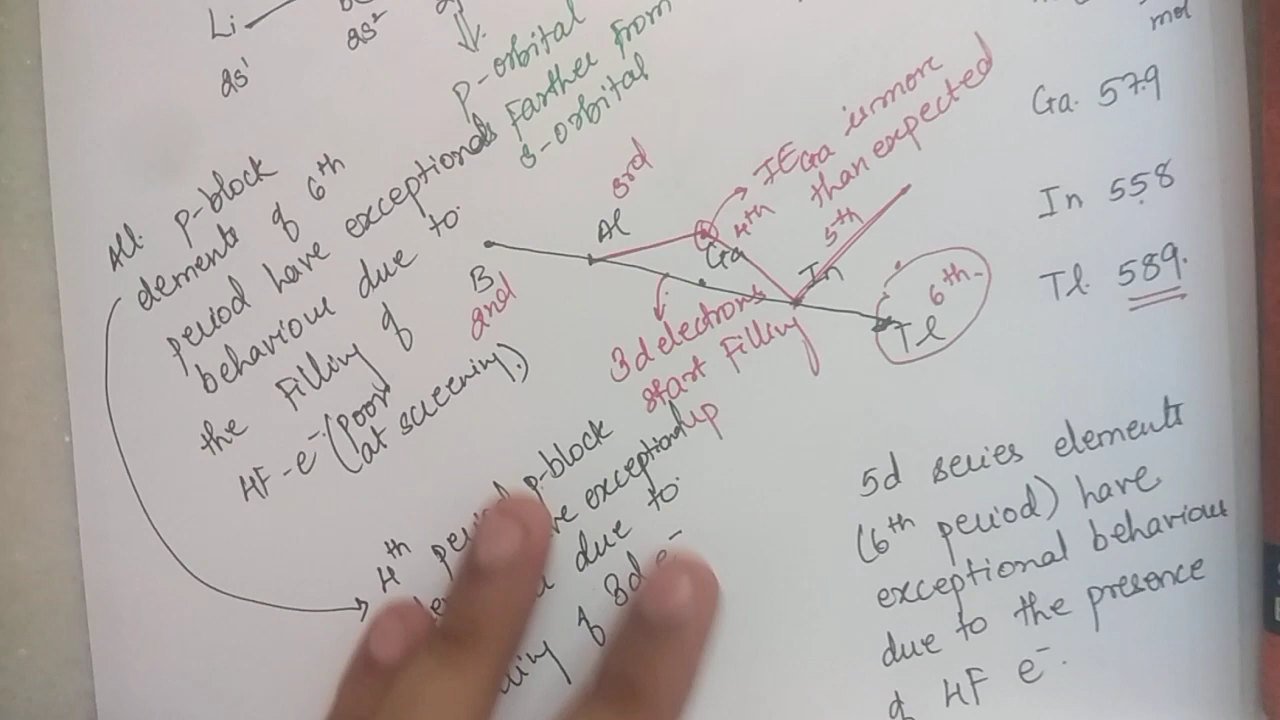 Li
2s¹
2s²
P-orbital
Farther from
s-orbital
All p-block
elements of 6th
period have exceptional
behaviour due to
the filling of
4F-e⁻ (Poor
at screening.)
B
2nd
Al
3rd
Ga
4th
IEGa is more
than expected
In
5th
Tl
6th
3d electrons
start Filling
up
4th
p-block
exceptional
due to
of 3d e⁻
mol
Ga. 579
In 558
Tl. 589.
5d series elements
(6th period) have
exceptional behaviour
due to the presence
of 4F e⁻.